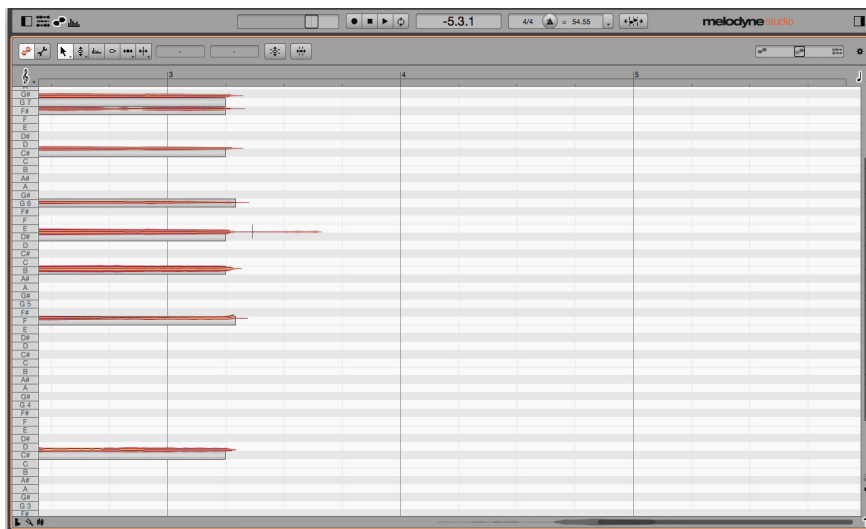 -5.3.1
4/4
= 54.55
melodyne studio
-
-
3
4
5
G#
G 7
F#
F
E
D#
D
C#
C
B
A#
A
G#
G 6
F#
F
E
D#
D
C#
C
B
A#
A
G#
G 5
F#
F
E
D#
D
C#
C
B
A#
A
G#
G 4
F#
F
E
D#
D
C#
C
B
A#
A
G#
G 3
F#